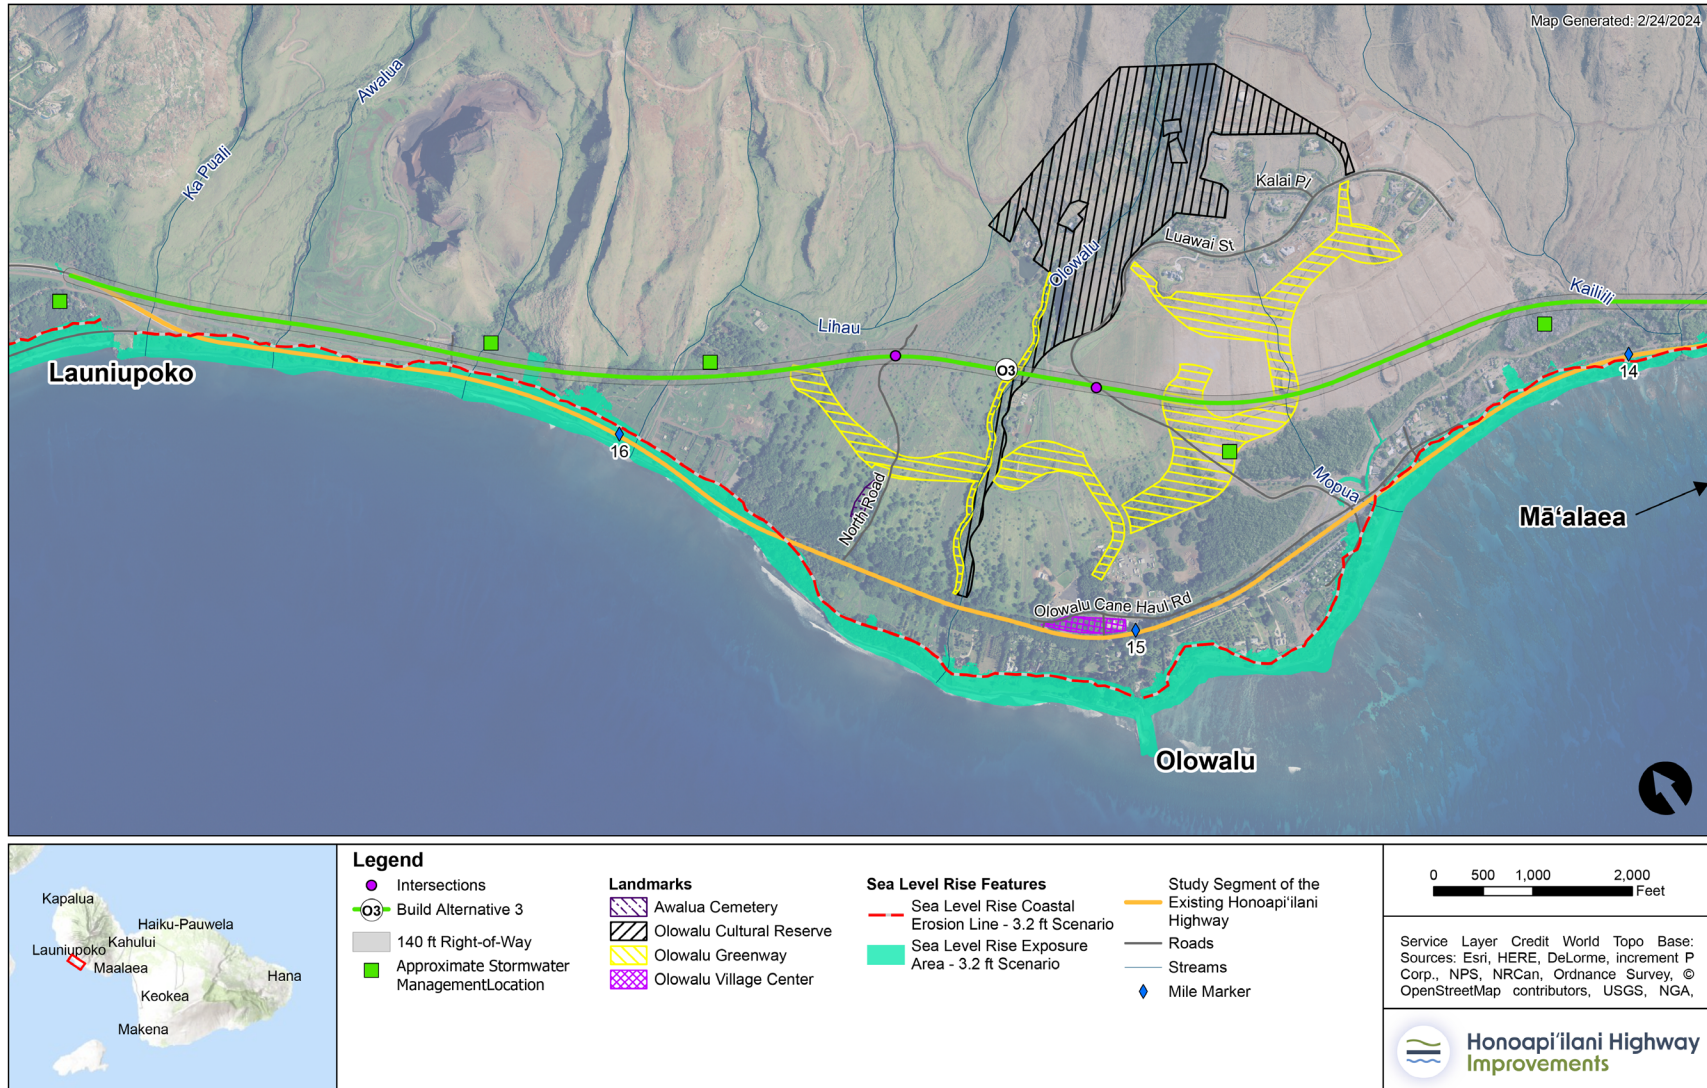 Map Generated: 2/24/2024
Awalua
Ka Puali
Kalai Pl
Luawai St
Olowalu
Kailiili
Lihau
O3
Launiupoko
14
16
Mopua
North Road
Mā‘alaea
Olowalu Cane Haul Rd
15
Olowalu
Kapalua
Haiku-Pauwela
Launiupoko
Kahului
Maalaea
Hana
Keokea
Makena
Legend
Intersections
O3 Build Alternative 3
140 ft Right-of-Way
Approximate Stormwater
ManagementLocation
Landmarks
Awalua Cemetery
Olowalu Cultural Reserve
Olowalu Greenway
Olowalu Village Center
Sea Level Rise Features
Sea Level Rise Coastal
Erosion Line - 3.2 ft Scenario
Sea Level Rise Exposure
Area - 3.2 ft Scenario
Study Segment of the
Existing Honoapi‘ilani
Highway
Roads
Streams
Mile Marker
0 500 1,000 2,000
Feet
Service Layer Credit World Topo Base:
Sources: Esri, HERE, DeLorme, increment P
Corp., NPS, NRCan, Ordnance Survey, ©
OpenStreetMap contributors, USGS, NGA,
Honoapi‘ilani Highway
Improvements